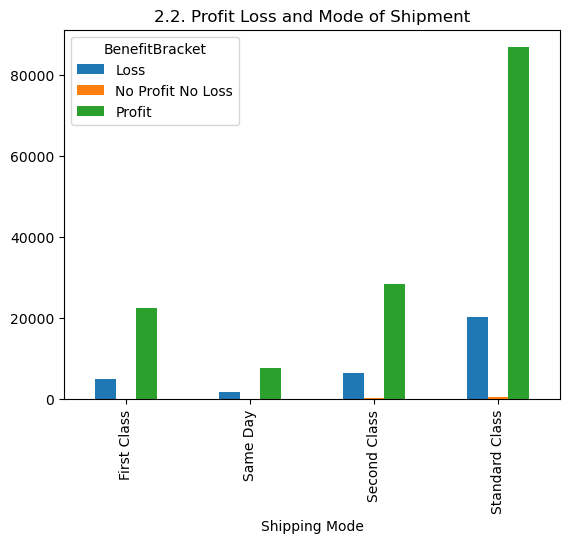 2.2. Profit Loss and Mode of Shipment
BenefitBracket
Loss
No Profit No Loss
Profit
80000
60000
40000
20000
0
First Class
Same Day
Second Class
Standard Class
Shipping Mode